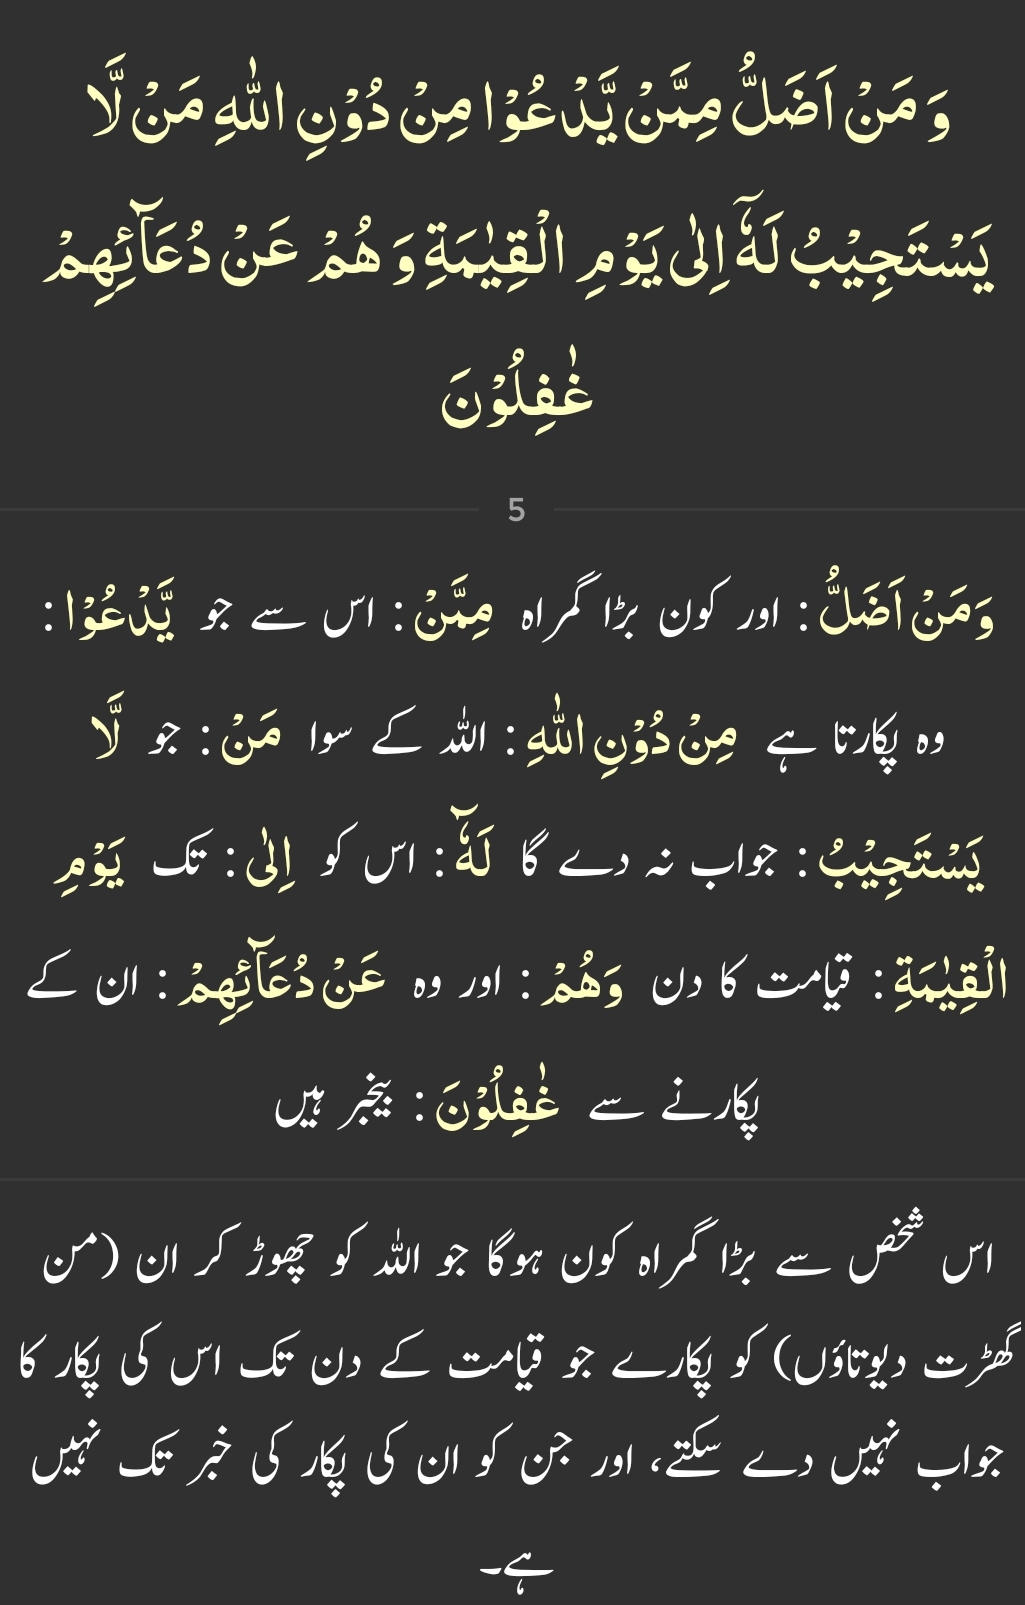 وَ مَنْ اَضَلُّ مِمَّنْ یَّدْعُوْا مِنْ دُوْنِ اللّٰهِ مَنْ لَّا
یَسْتَجِیْبُ لَهٗۤ اِلٰی یَوْمِ الْقِیٰمَةِ وَ هُمْ عَنْ دُعَآئِهِمْ
غٰفِلُوْنَ
5
وَمَنْ اَضَلُّ : اور کون بڑا گمراہ مِمَّنْ : اس سے جو یَّدْعُوْا :
وہ پکارتا ہے مِنْ دُوْنِ اللّٰهِ : اللہ کے سوا مَنْ : جو لَّا
یَسْتَجِیْبُ : جواب نہ دے گا لَهٗۤ : اس کو اِلٰی : تک یَوْمِ
الْقِیٰمَةِ : قیامت کا دن وَهُمْ : اور وہ عَنْ دُعَآئِهِمْ : ان کے
پکارنے سے غٰفِلُوْنَ : بیخبر ہیں
اس شخص سے بڑا گمراہ کون ہوگا جو اللہ کو چھوڑ کر ان (من
گھڑت دیوتاؤں) کو پکارے جو قیامت کے دن تک اس کی پکار کا
جواب نہیں دے سکتے، اور جن کو ان کی پکار کی خبر تک نہیں
ہے۔